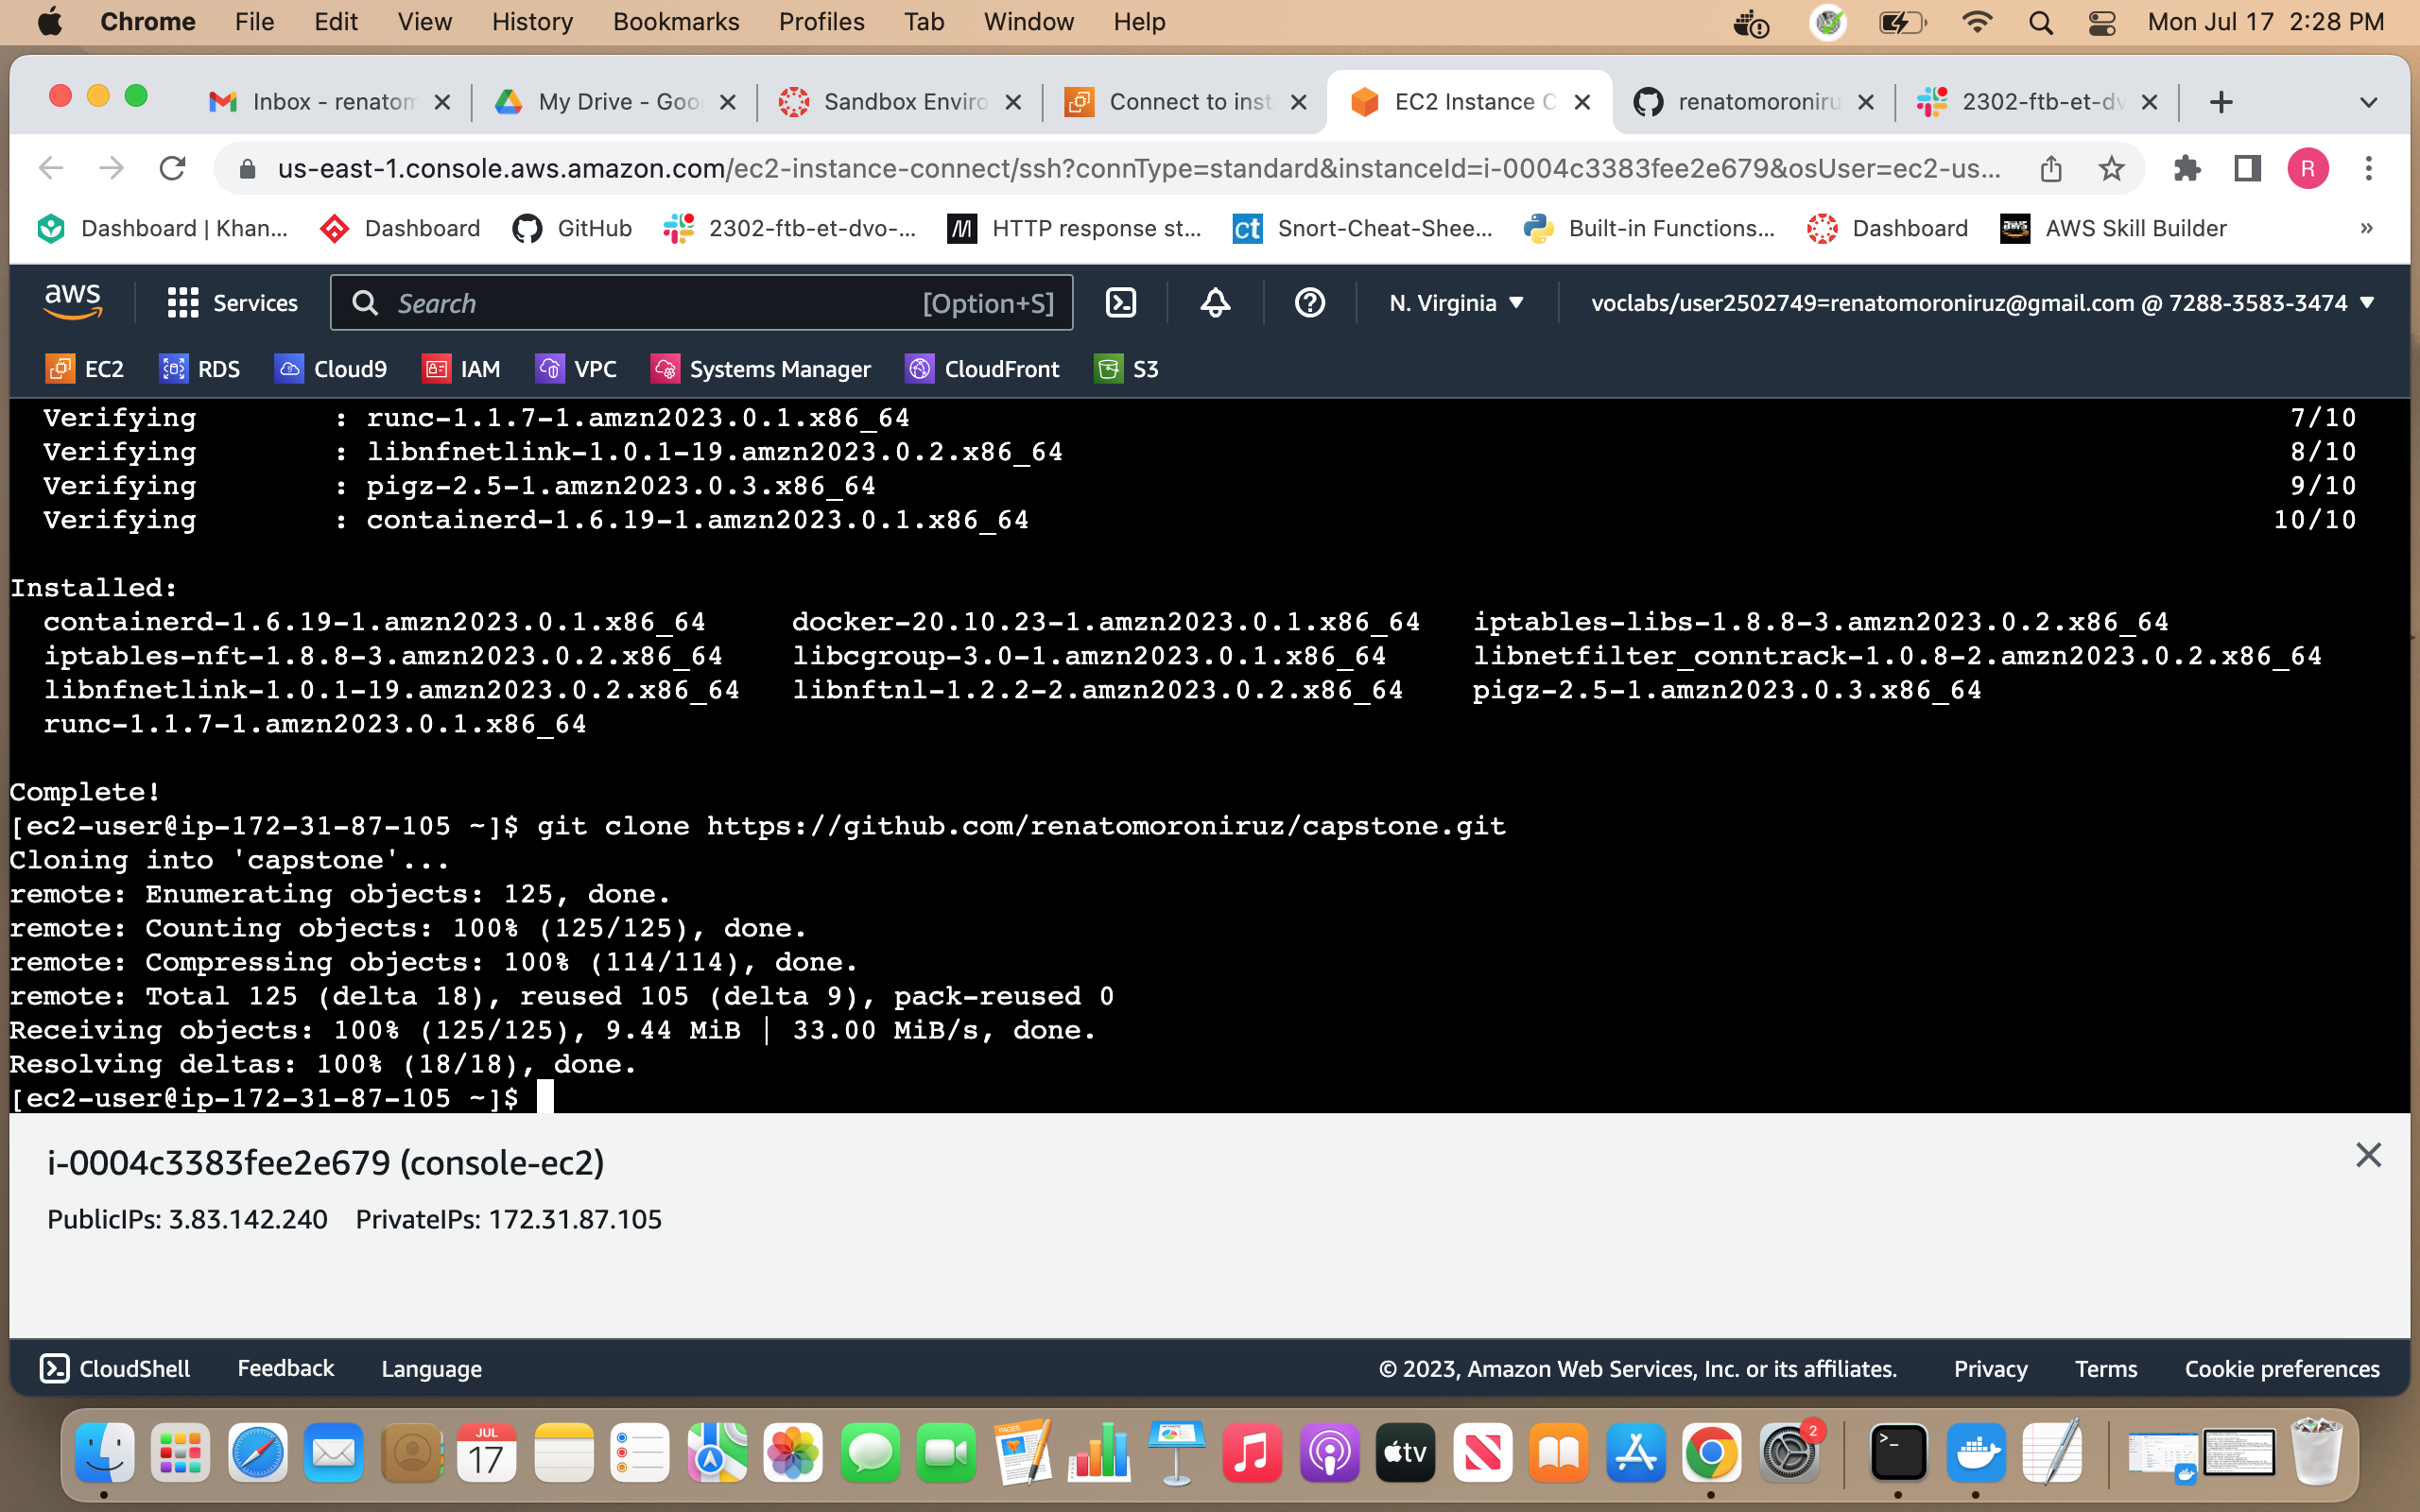 Chrome File Edit View History Bookmarks Profiles Tab Window Help Mon Jul 17 2:28 PM
Inbox - renatom My Drive - Goo Sandbox Enviro Connect to inst EC2 Instance C renatomoroniru 2302-ftb-et-dv
us-east-1.console.aws.amazon.com/ec2-instance-connect/ssh?connType=standard&instanceId=i-0004c3383fee2e679&osUser=ec2-us... R
Dashboard | Khan... Dashboard GitHub 2302-ftb-et-dvo-... HTTP response st... ct Snort-Cheat-Shee... Built-in Functions... Dashboard AWS Skill Builder »
aws Services Search [Option+S] N. Virginia voclabs/user2502749=renatomoroniruz@gmail.com @ 7288-3583-3474
EC2 RDS Cloud9 IAM VPC Systems Manager CloudFront S3
Verifying : runc-1.1.7-1.amzn2023.0.1.x86_64 7/10
Verifying : libnfnetlink-1.0.1-19.amzn2023.0.2.x86_64 8/10
Verifying : pigz-2.5-1.amzn2023.0.3.x86_64 9/10
Verifying : containerd-1.6.19-1.amzn2023.0.1.x86_64 10/10
Installed:
containerd-1.6.19-1.amzn2023.0.1.x86_64 docker-20.10.23-1.amzn2023.0.1.x86_64 iptables-libs-1.8.8-3.amzn2023.0.2.x86_64
iptables-nft-1.8.8-3.amzn2023.0.2.x86_64 libcgroup-3.0-1.amzn2023.0.1.x86_64 libnetfilter_conntrack-1.0.8-2.amzn2023.0.2.x86_64
libnfnetlink-1.0.1-19.amzn2023.0.2.x86_64 libnftnl-1.2.2-2.amzn2023.0.2.x86_64 pigz-2.5-1.amzn2023.0.3.x86_64
runc-1.1.7-1.amzn2023.0.1.x86_64
Complete!
[ec2-user@ip-172-31-87-105 ~]$ git clone https://github.com/renatomoroniruz/capstone.git
Cloning into 'capstone'...
remote: Enumerating objects: 125, done.
remote: Counting objects: 100% (125/125), done.
remote: Compressing objects: 100% (114/114), done.
remote: Total 125 (delta 18), reused 105 (delta 9), pack-reused 0
Receiving objects: 100% (125/125), 9.44 MiB | 33.00 MiB/s, done.
Resolving deltas: 100% (18/18), done.
[ec2-user@ip-172-31-87-105 ~]$
i-0004c3383fee2e679 (console-ec2)
PublicIPs: 3.83.142.240 PrivateIPs: 172.31.87.105
CloudShell Feedback Language © 2023, Amazon Web Services, Inc. or its affiliates. Privacy Terms Cookie preferences
JUL
17
PAGES
tv
2